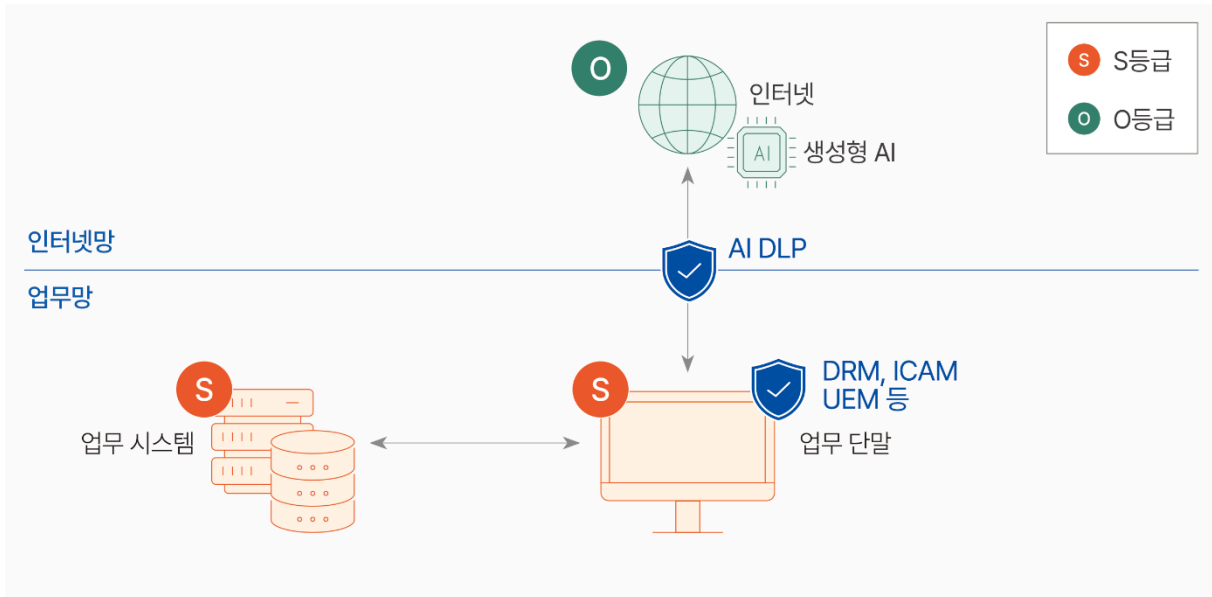 O
인터넷
AI
생성형 AI
S
S등급
O
O등급
인터넷망
AI DLP
업무망
S
업무 시스템
S
DRM, ICAM
UEM 등
업무 단말